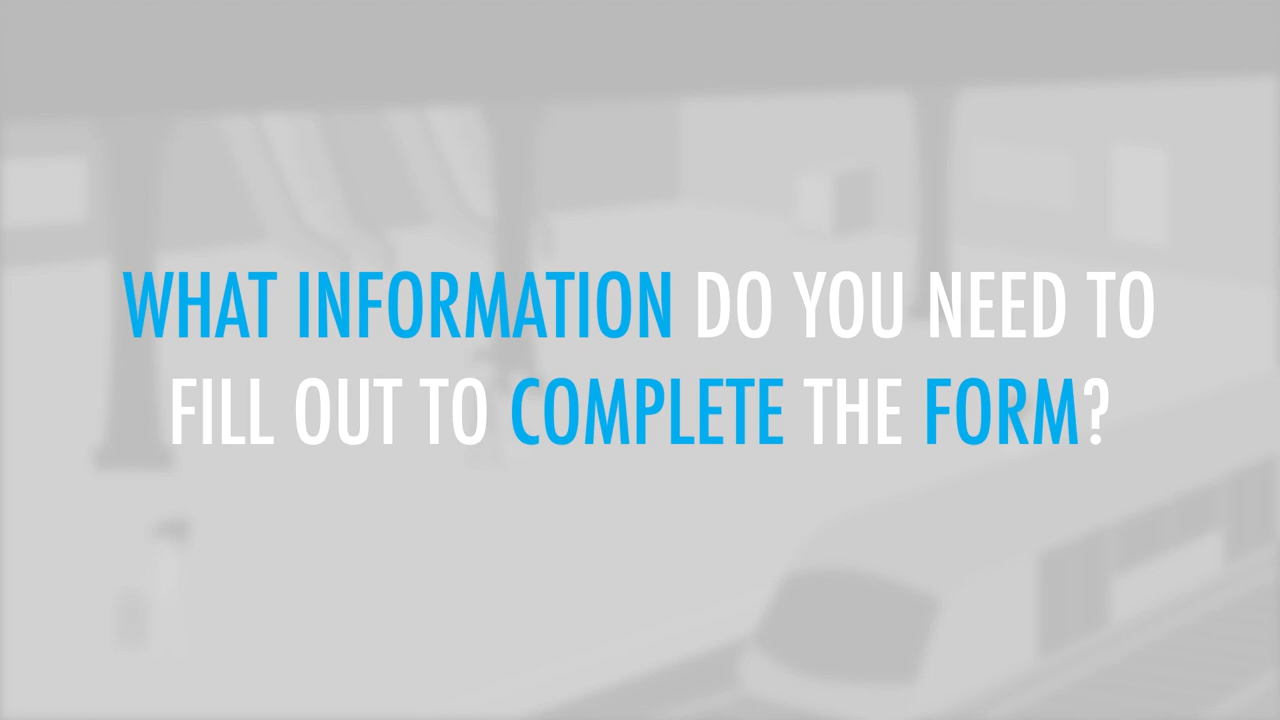 WHAT INFORMATION DO YOU NEED TO
FILL OUT TO COMPLETE THE FORM?